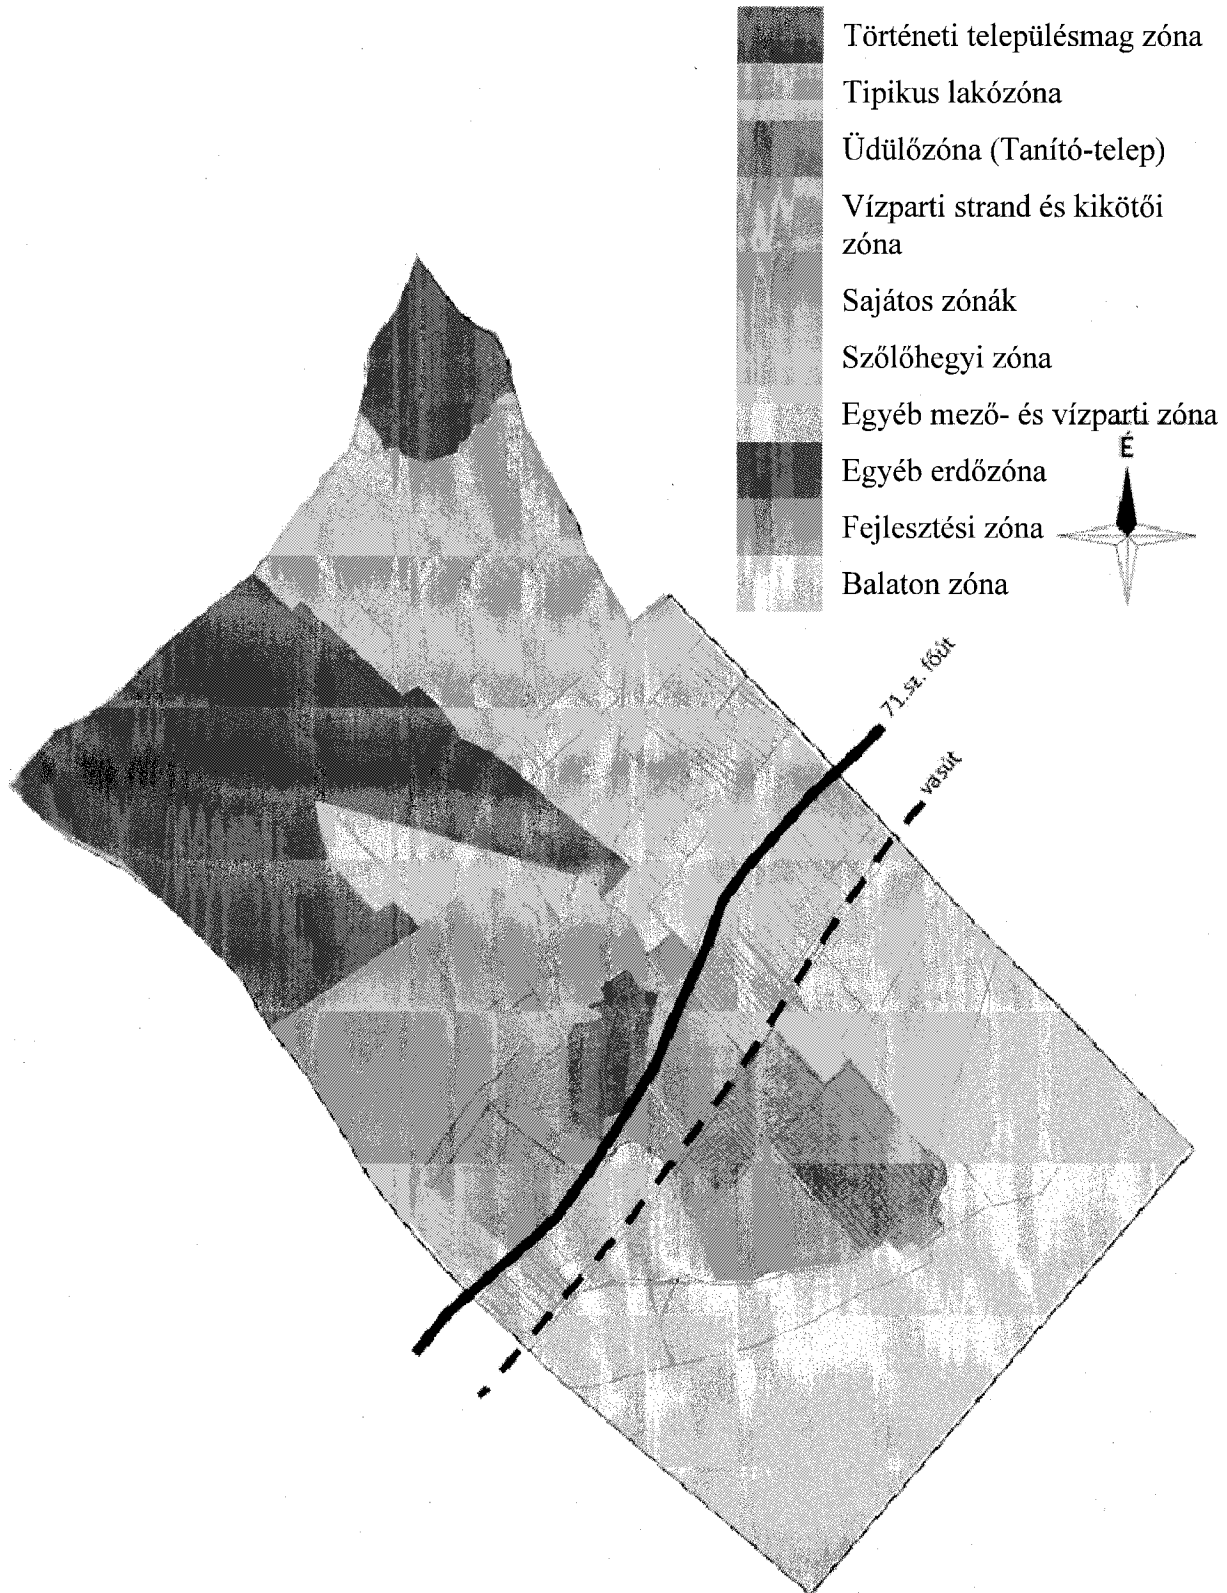 Történeti településmag zóna
Tipikus lakózóna
Üdülőzóna (Tanító-telep)
Vízparti strand és kikötői
zóna
Sajátos zónák
Szőlőhegyi zóna
Egyéb mező- és vízparti zóna
É
Egyéb erdőzóna
Fejlesztési zóna
Balaton zóna
71.sz. főút
vasút